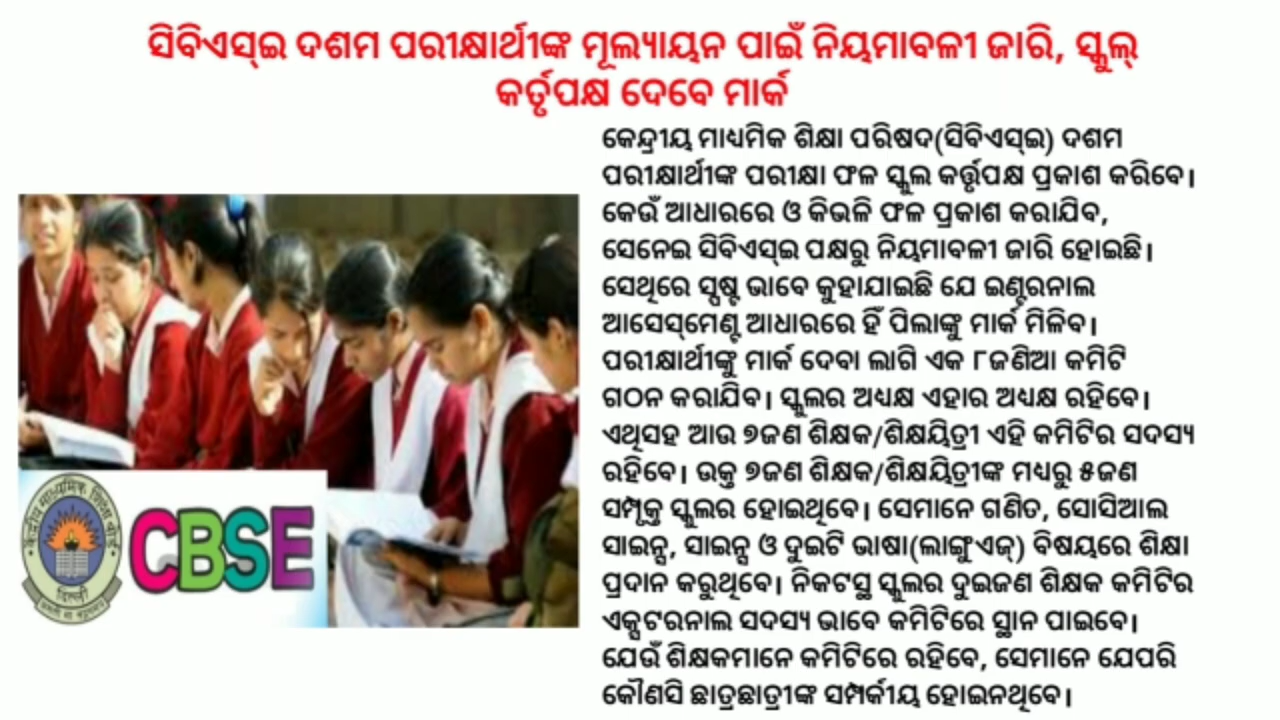 ସିବିଏସ୍ଇ ଦଶମ ପରୀକ୍ଷାର୍ଥୀଙ୍କ ମୂଲ୍ୟାୟନ ପାଇଁ ନିୟମାବଳୀ ଜାରି, ସ୍କୁଲ୍
କର୍ତୃପକ୍ଷ ଦେବେ ମାର୍କ
କେନ୍ଦ୍ରୀୟ ମାଧ୍ୟମିକ ଶିକ୍ଷା ପରିଷଦ(ସିବିଏସ୍ଇ) ଦଶମ
ପରୀକ୍ଷାର୍ଥୀଙ୍କ ପରୀକ୍ଷା ଫଳ ସ୍କୁଲ କର୍ତ୍ତୃପକ୍ଷ ପ୍ରକାଶ କରିବେ।
କେଉଁ ଆଧାରରେ ଓ କିଭଳି ଫଳ ପ୍ରକାଶ କରାଯିବ,
ସେନେଇ ସିବିଏସ୍ଇ ପକ୍ଷରୁ ନିୟମାବଳୀ ଜାରି ହୋଇଛି।
ସେଥିରେ ସ୍ପଷ୍ଟ ଭାବେ କୁହାଯାଇଛି ଯେ ଇଣ୍ଟରନାଲ
ଆସେସ୍‌ମେଣ୍ଟ ଆଧାରରେ ହିଁ ପିଲାଙ୍କୁ ମାର୍କ ମିଳିବ।
ପରୀକ୍ଷାର୍ଥୀଙ୍କୁ ମାର୍କ ଦେବା ଲାଗି ଏକ ୮ଜଣିଆ କମିଟି
ଗଠନ କରାଯିବ। ସ୍କୁଲର ଅଧ୍ୟକ୍ଷ ଏହାର ଅଧ୍ୟକ୍ଷ ରହିବେ।
ଏଥିସହ ଆଉ ୭ଜଣ ଶିକ୍ଷକ/ଶିକ୍ଷୟିତ୍ରୀ ଏହି କମିଟିର ସଦସ୍ୟ
ରହିବେ। ଉକ୍ତ ୭ଜଣ ଶିକ୍ଷକ/ଶିକ୍ଷୟିତ୍ରୀଙ୍କ ମଧ୍ୟରୁ ୫ଜଣ
ସମ୍ପୃକ୍ତ ସ୍କୁଲର ହୋଇଥିବେ। ସେମାନେ ଗଣିତ, ସୋସିଆଲ
ସାଇନ୍ସ, ସାଇନ୍ସ ଓ ଦୁଇଟି ଭାଷା(ଲାଙ୍ଗୁଏଜ୍) ବିଷୟରେ ଶିକ୍ଷା
ପ୍ରଦାନ କରୁଥିବେ। ନିକଟସ୍ଥ ସ୍କୁଲର ଦୁଇଜଣ ଶିକ୍ଷକ କମିଟିର
ଏକ୍ସଟରନାଲ ସଦସ୍ୟ ଭାବେ କମିଟିରେ ସ୍ଥାନ ପାଇବେ।
ଯେଉଁ ଶିକ୍ଷକମାନେ କମିଟିରେ ରହିବେ, ସେମାନେ ଯେପରି
କୌଣସି ଛାତ୍ରଛାତ୍ରୀଙ୍କ ସମ୍ପର୍କୀୟ ହୋଇନଥିବେ।
CBSE